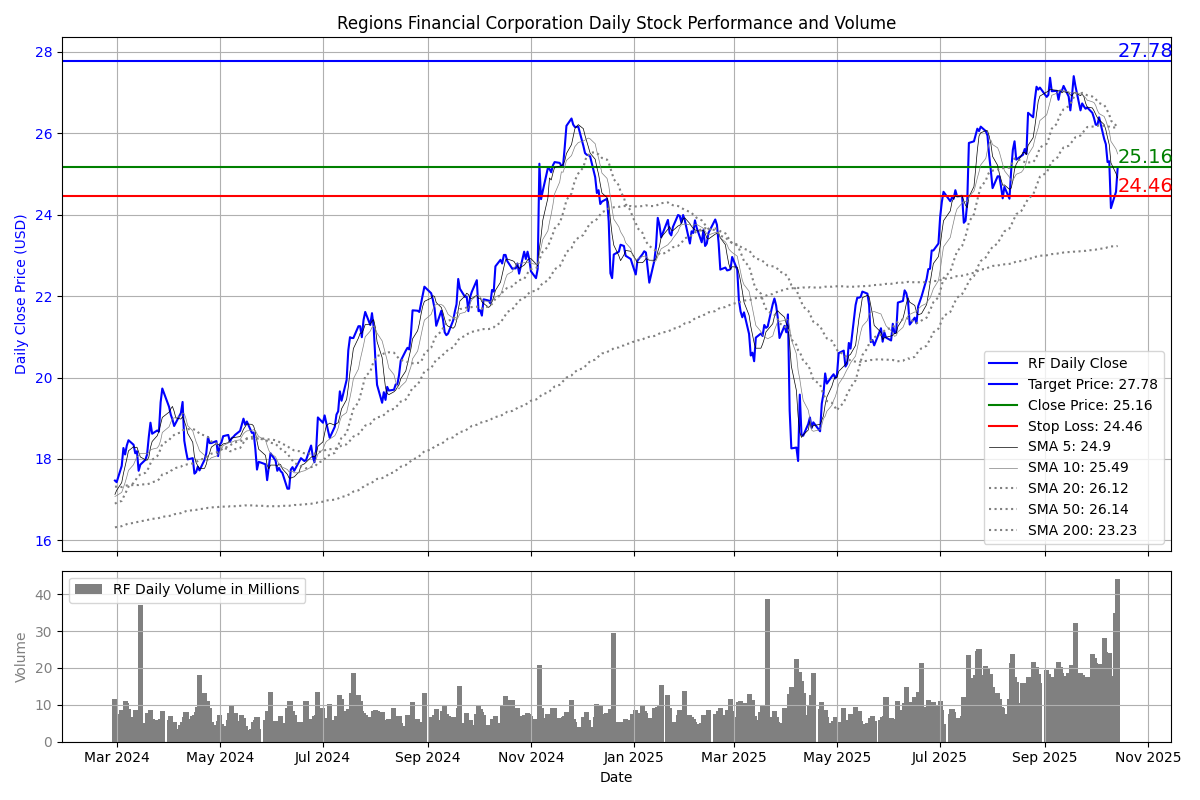 Regions Financial Corporation Daily Stock Performance and Volume
Daily Close Price (USD)
28
26
24
22
20
18
16
27.78
25.16
24.46
RF Daily Close
Target Price: 27.78
Close Price: 25.16
Stop Loss: 24.46
SMA 5: 24.9
SMA 10: 25.49
SMA 20: 26.12
SMA 50: 26.14
SMA 200: 23.23
Volume
40
30
20
10
0
RF Daily Volume in Millions
Mar 2024 May 2024 Jul 2024 Sep 2024 Nov 2024 Jan 2025 Mar 2025 May 2025 Jul 2025 Sep 2025 Nov 2025
Date